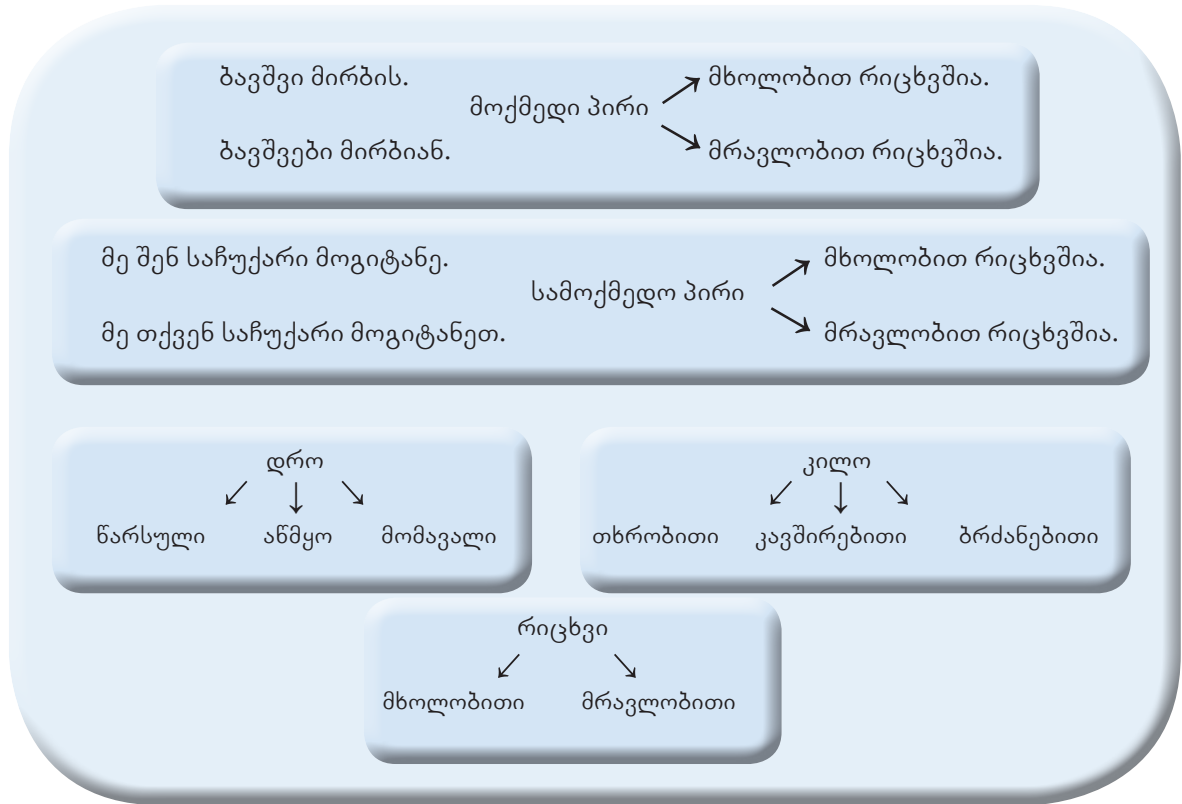 ბავშვი მირბის.
მოქმედი პირი
მხოლობით რიცხვშია.
ბავშვები მირბიან.
მრავლობით რიცხვშია.
მე შენ საჩუქარი მოგიტანე.
სამოქმედო პირი
მხოლობით რიცხვშია.
მე თქვენ საჩუქარი მოგიტანეთ.
მრავლობით რიცხვშია.
დრო
წარსული აწმყო მომავალი
კილო
თხრობითი კავშირებითი ბრძანებითი
რიცხვი
მხოლობითი მრავლობითი